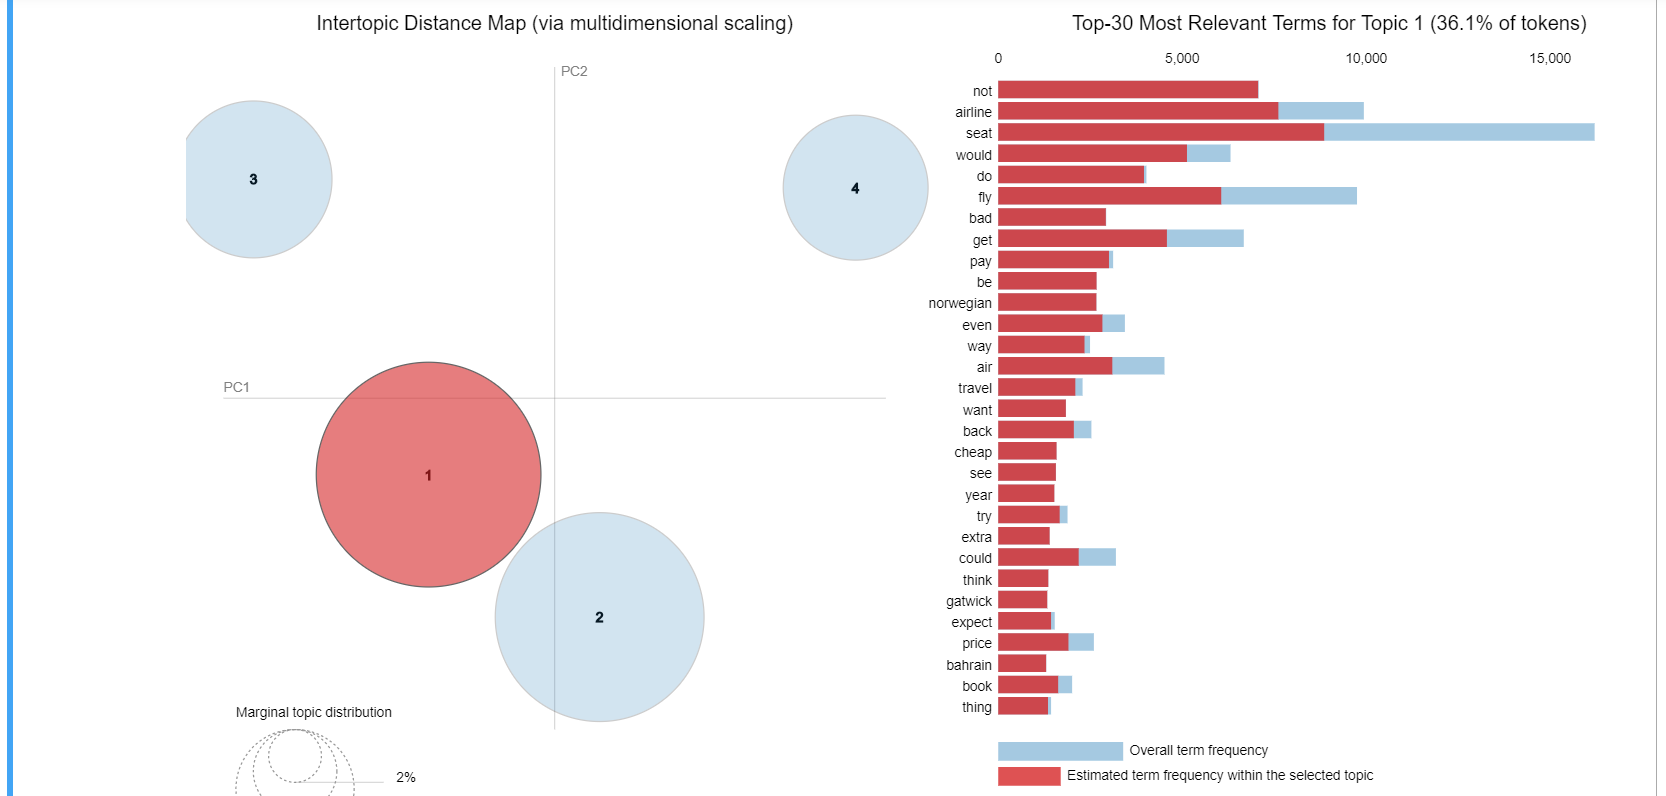 Intertopic Distance Map (via multidimensional scaling)
PC2
PC1
3
4
1
2
Marginal topic distribution
2%
Top-30 Most Relevant Terms for Topic 1 (36.1% of tokens)
0 5,000 10,000 15,000
not
airline
seat
would
do
fly
bad
get
pay
be
norwegian
even
way
air
travel
want
back
cheap
see
year
try
extra
could
think
gatwick
expect
price
bahrain
book
thing
Overall term frequency
Estimated term frequency within the selected topic